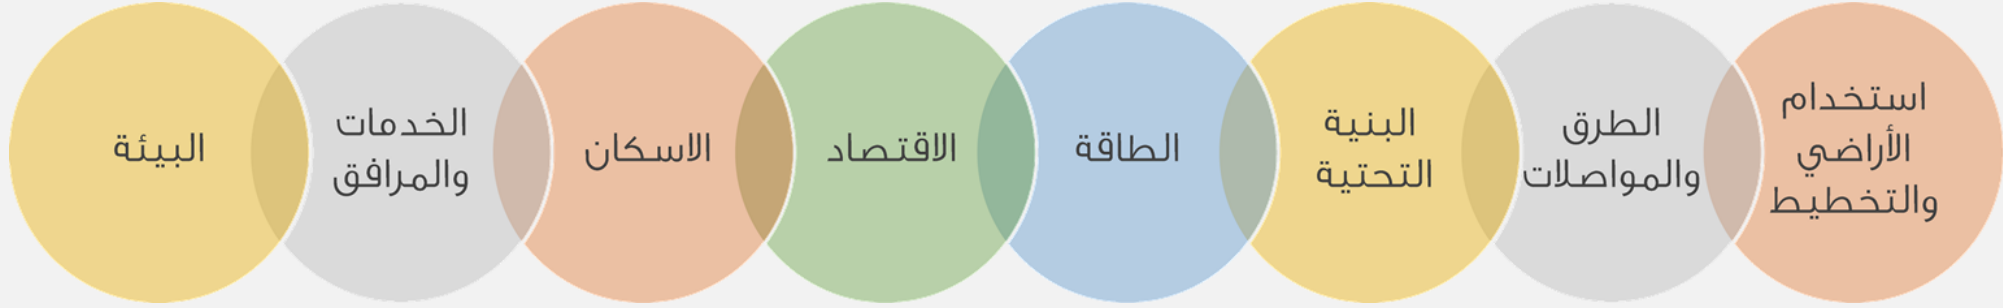 استخدام
الأراضي
والتخطيط
الطرق
والمواصلات
البنية
التحتية
الطاقة
الاقتصاد
الاسكان
الخدمات
والمرافق
البيئة